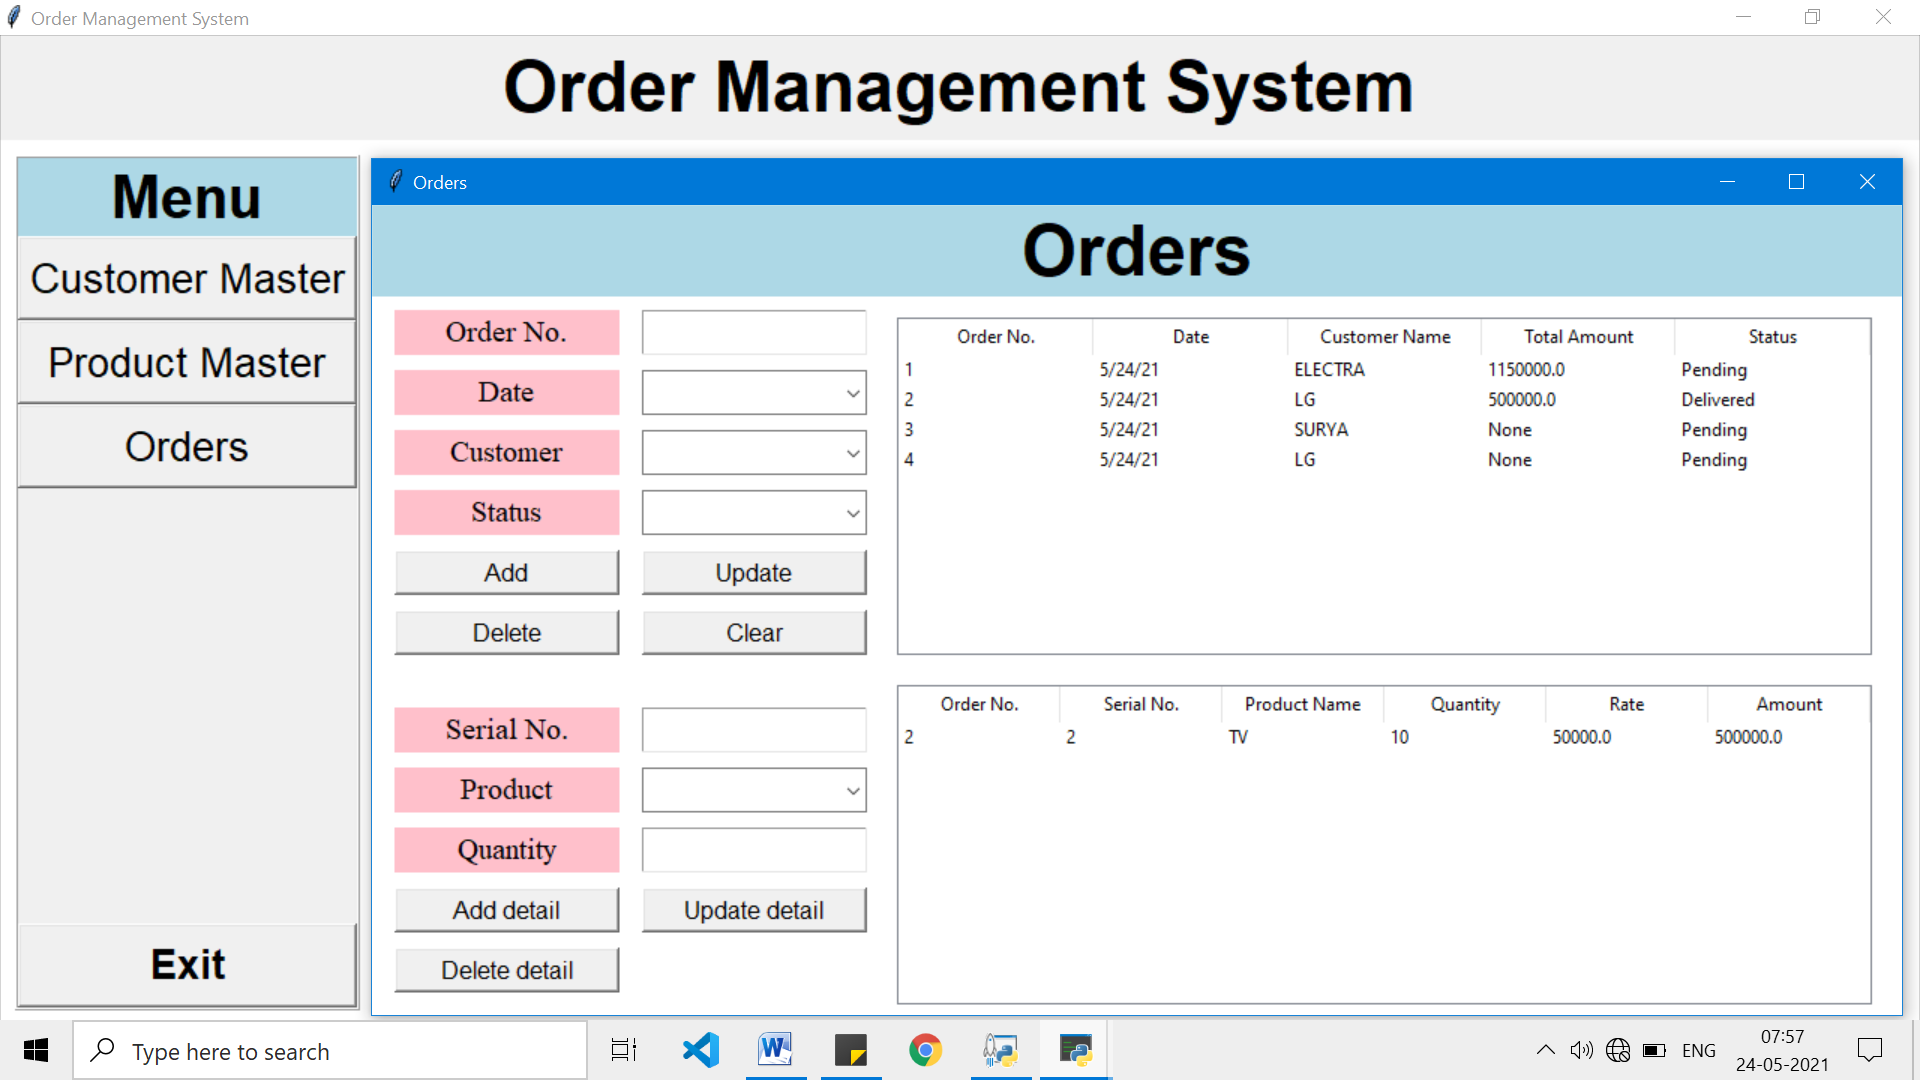 Order Management System
Order Management System
Menu
Customer Master
Product Master
Orders
Exit
Orders
Orders
Order No.
Date
Customer
Status
Add Update
Delete Clear
Order No. Date Customer Name Total Amount Status
1 5/24/21 ELECTRA 1150000.0 Pending
2 5/24/21 LG 500000.0 Delivered
3 5/24/21 SURYA None Pending
4 5/24/21 LG None Pending
Serial No.
Product
Quantity
Add detail Update detail
Delete detail
Order No. Serial No. Product Name Quantity Rate Amount
2 2 TV 10 50000.0 500000.0
Type here to search
W
ENG
07:57
24-05-2021